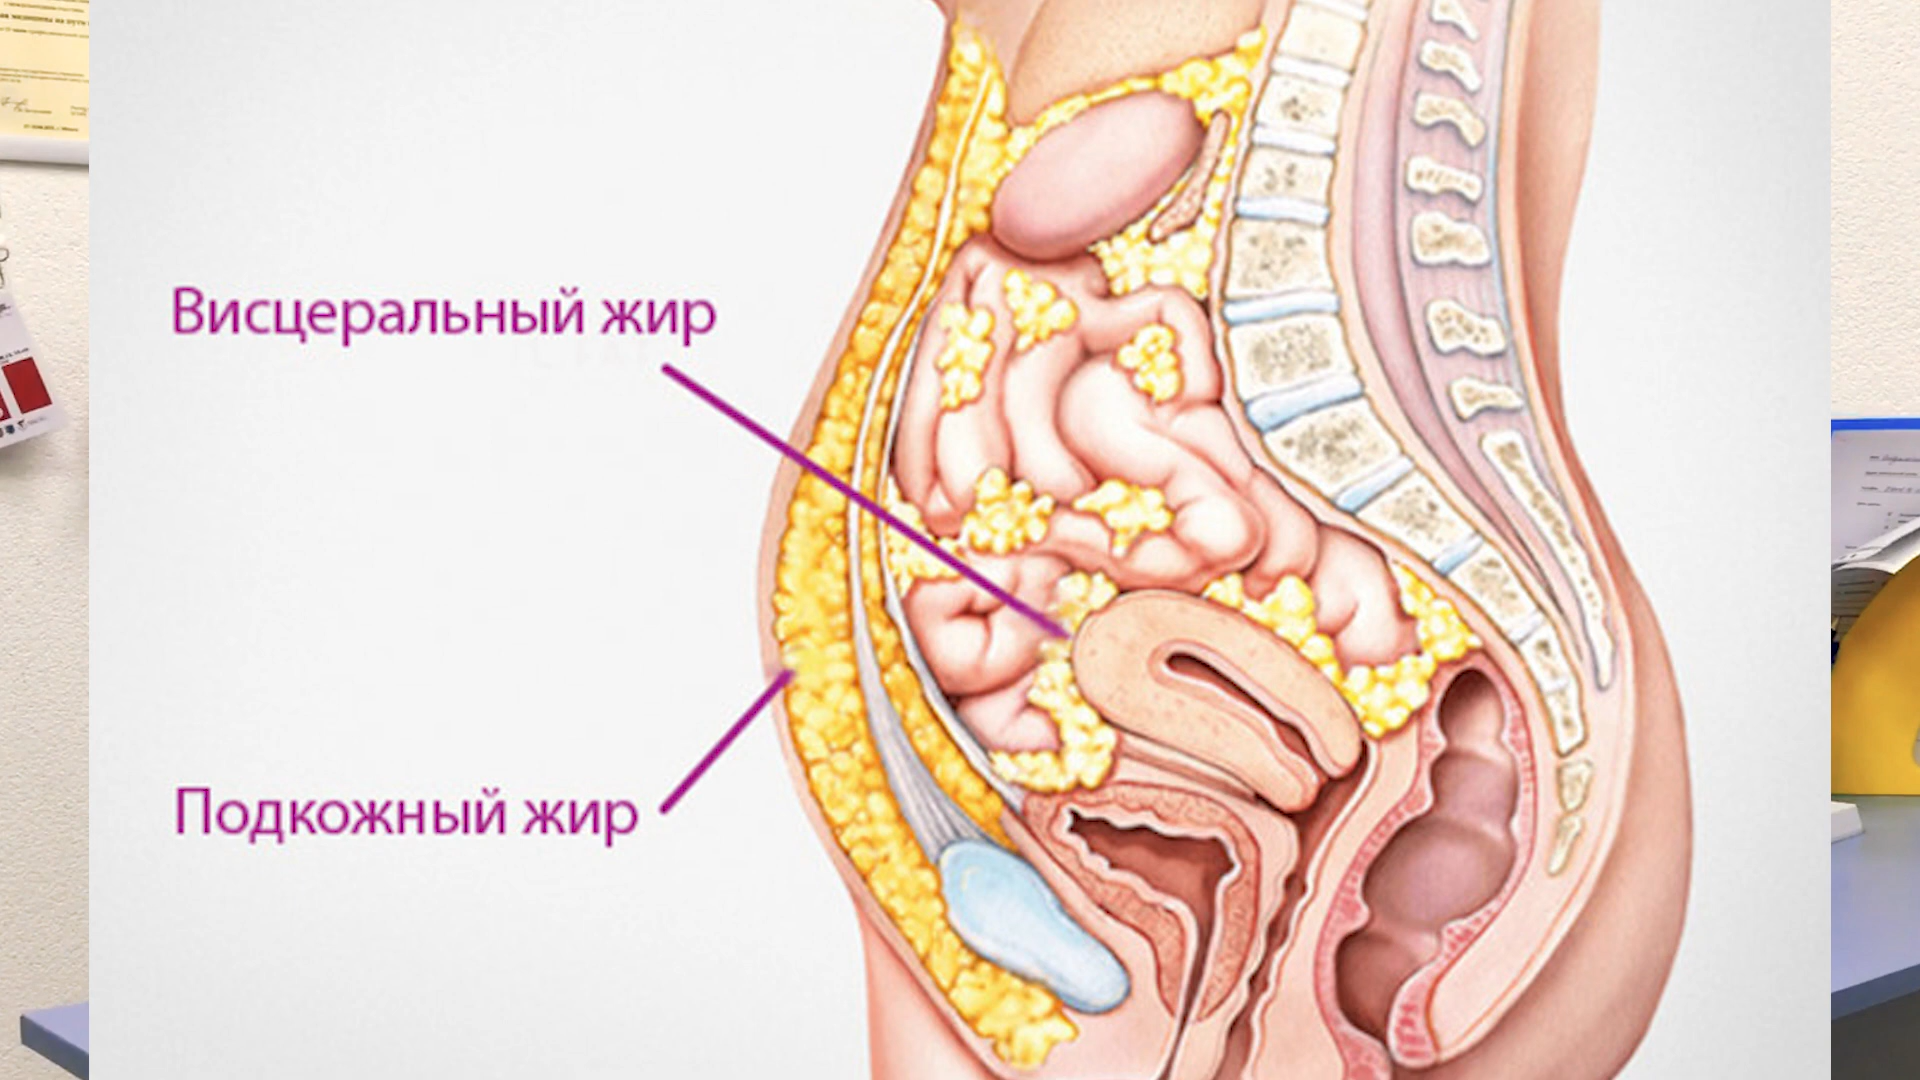 Висцеральный жир
Подкожный жир